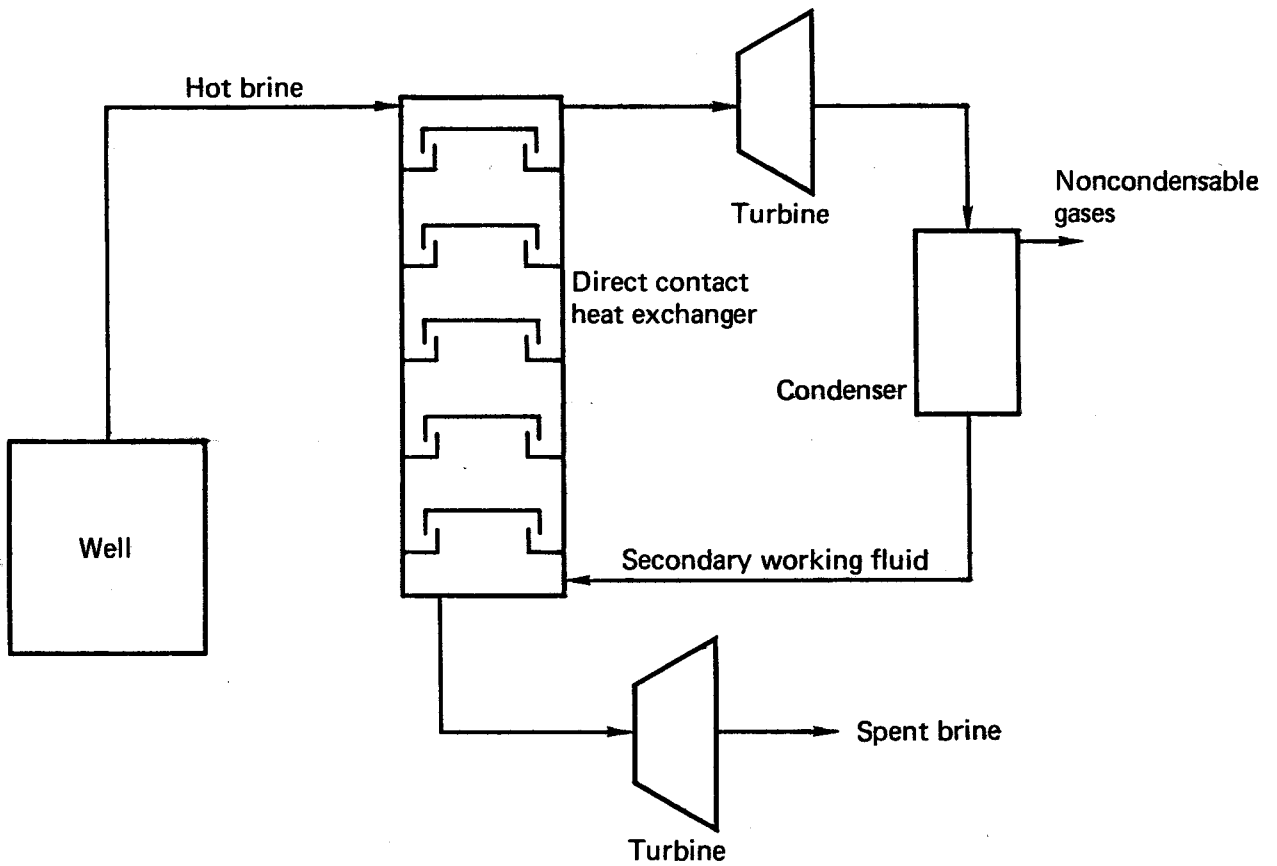 Hot brine
Turbine
Noncondensable
gases
Direct contact
heat exchanger
Condenser
Well
Secondary working fluid
Spent brine
Turbine